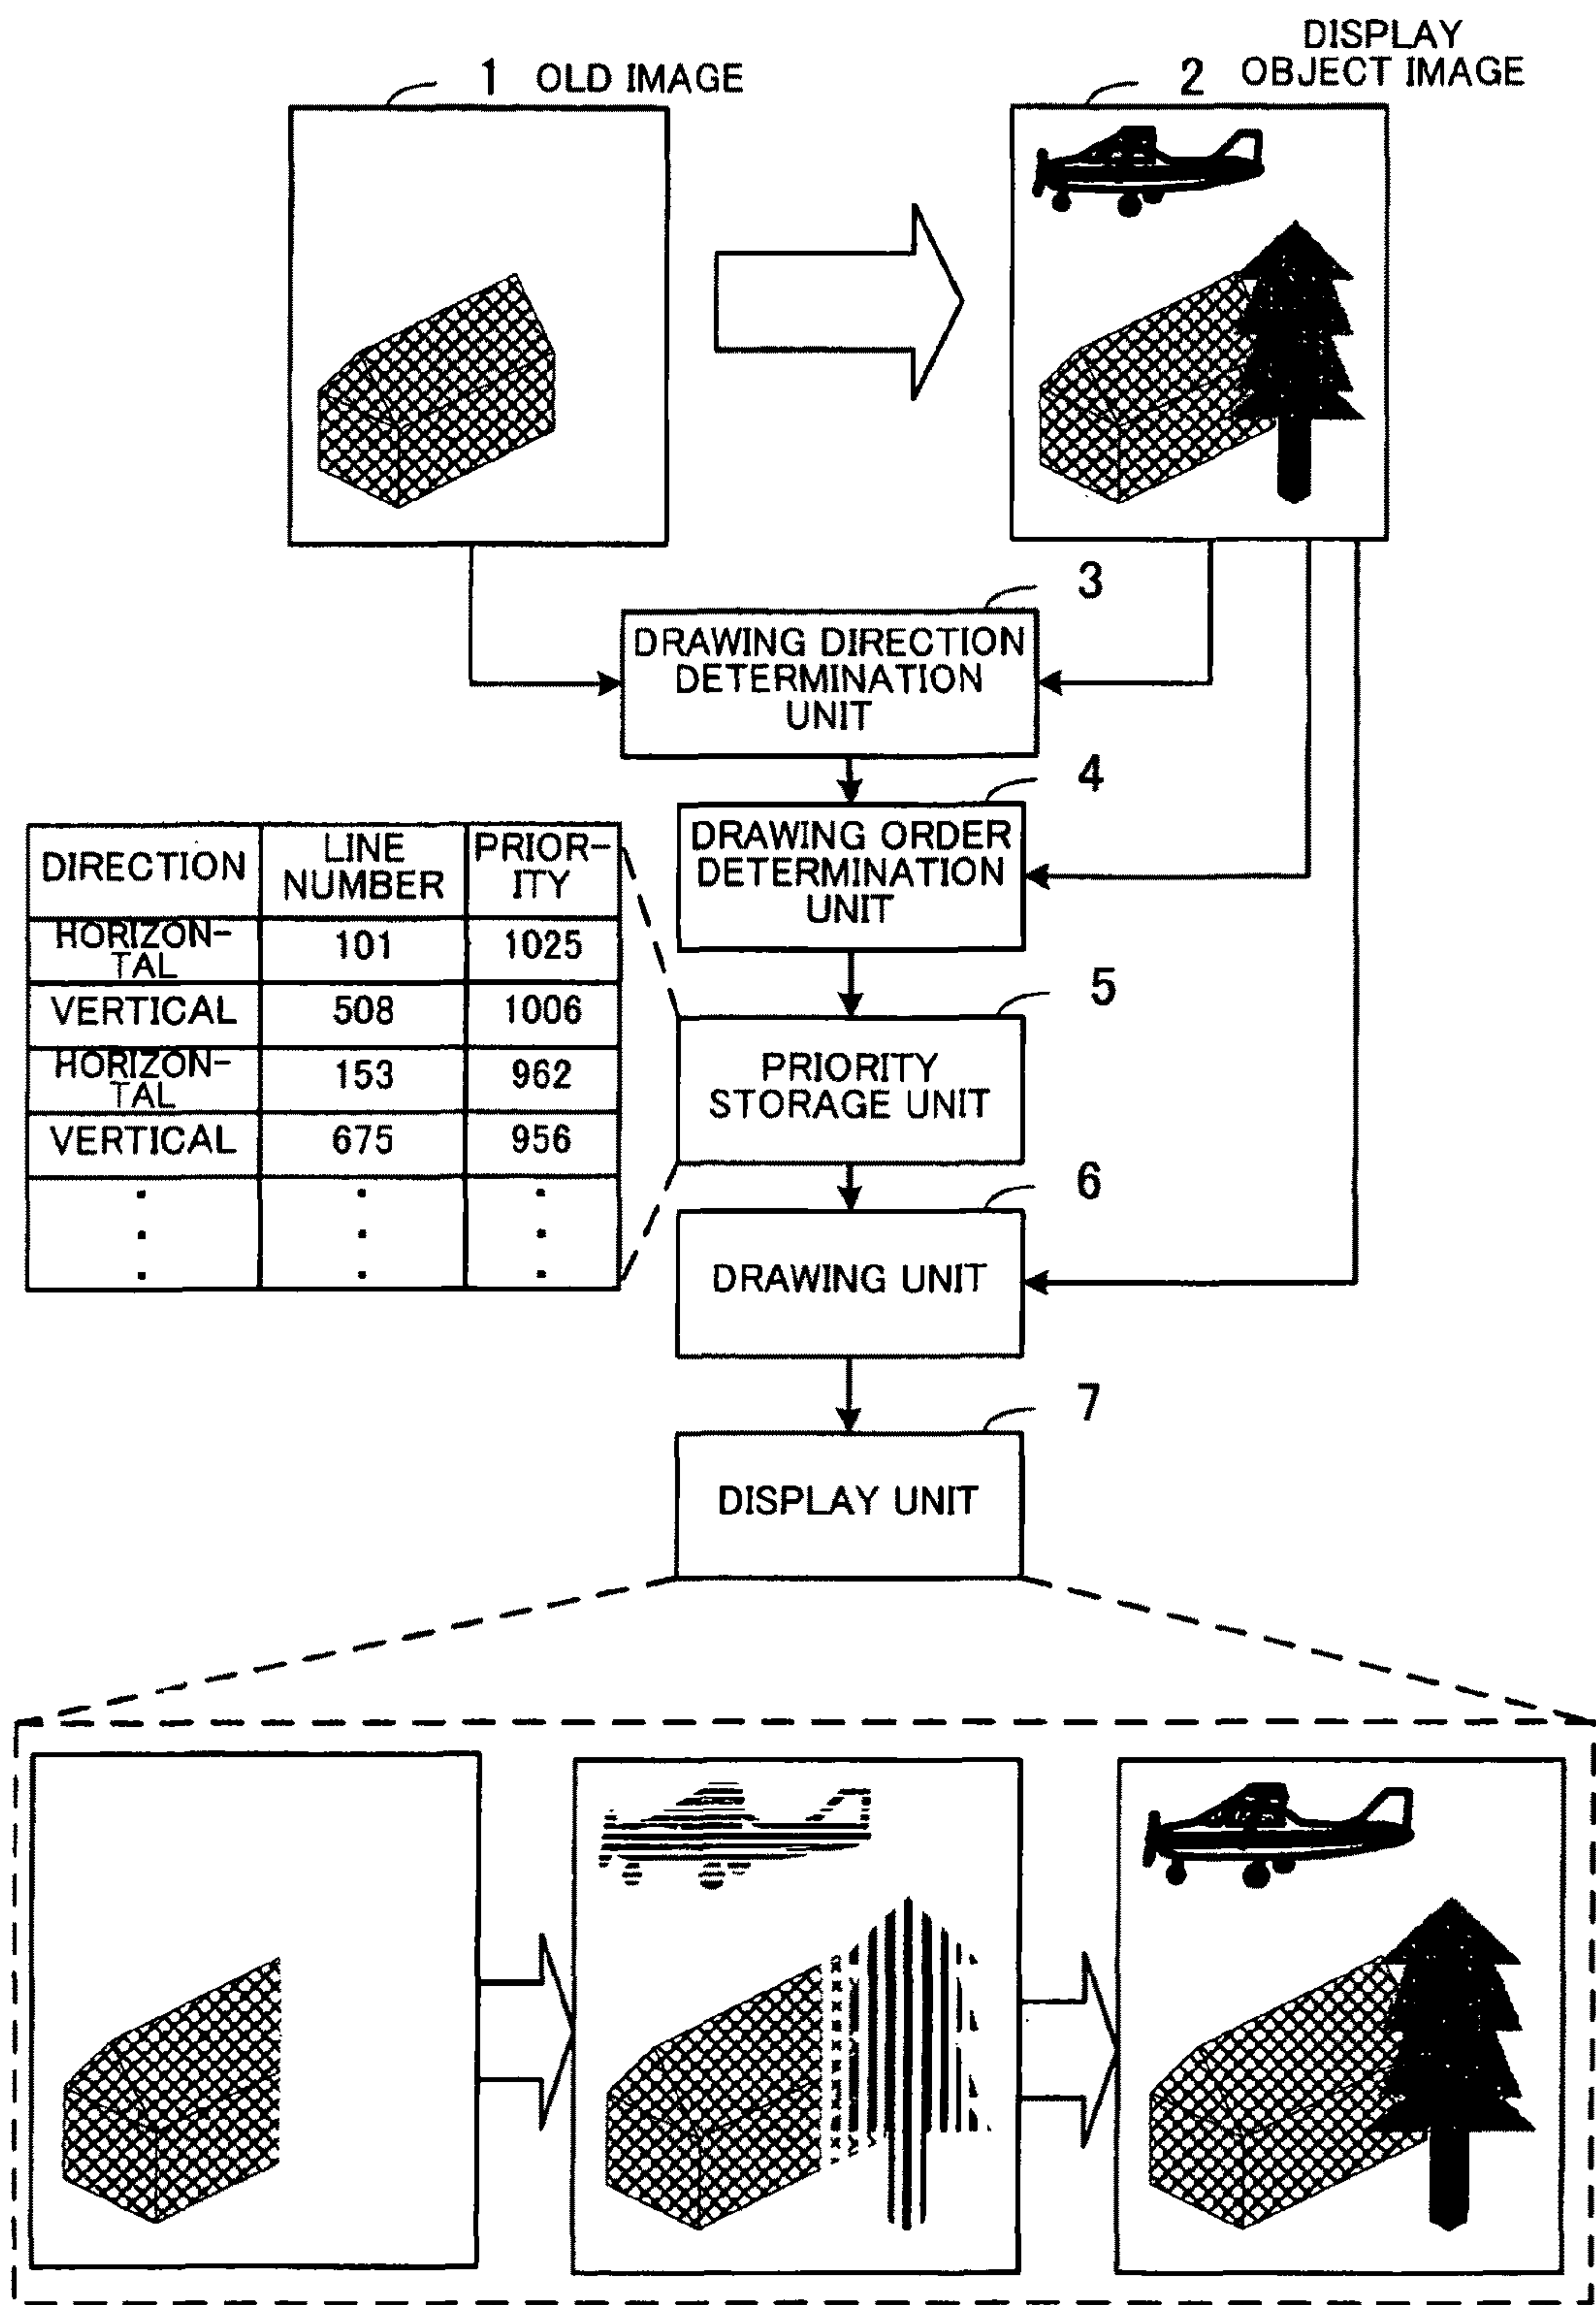 1 OLD IMAGE
DISPLAY
2 OBJECT IMAGE
3
DRAWING DIRECTION
DETERMINATION
UNIT
4
DRAWING ORDER
DETERMINATION
UNIT
DIRECTION LINE NUMBER PRIOR-ITY
HORIZON-TAL 101 1025
VERTICAL 508 1006
HORIZON-TAL 153 962
VERTICAL 675 956
5
PRIORITY
STORAGE UNIT
6
DRAWING UNIT
7
DISPLAY UNIT